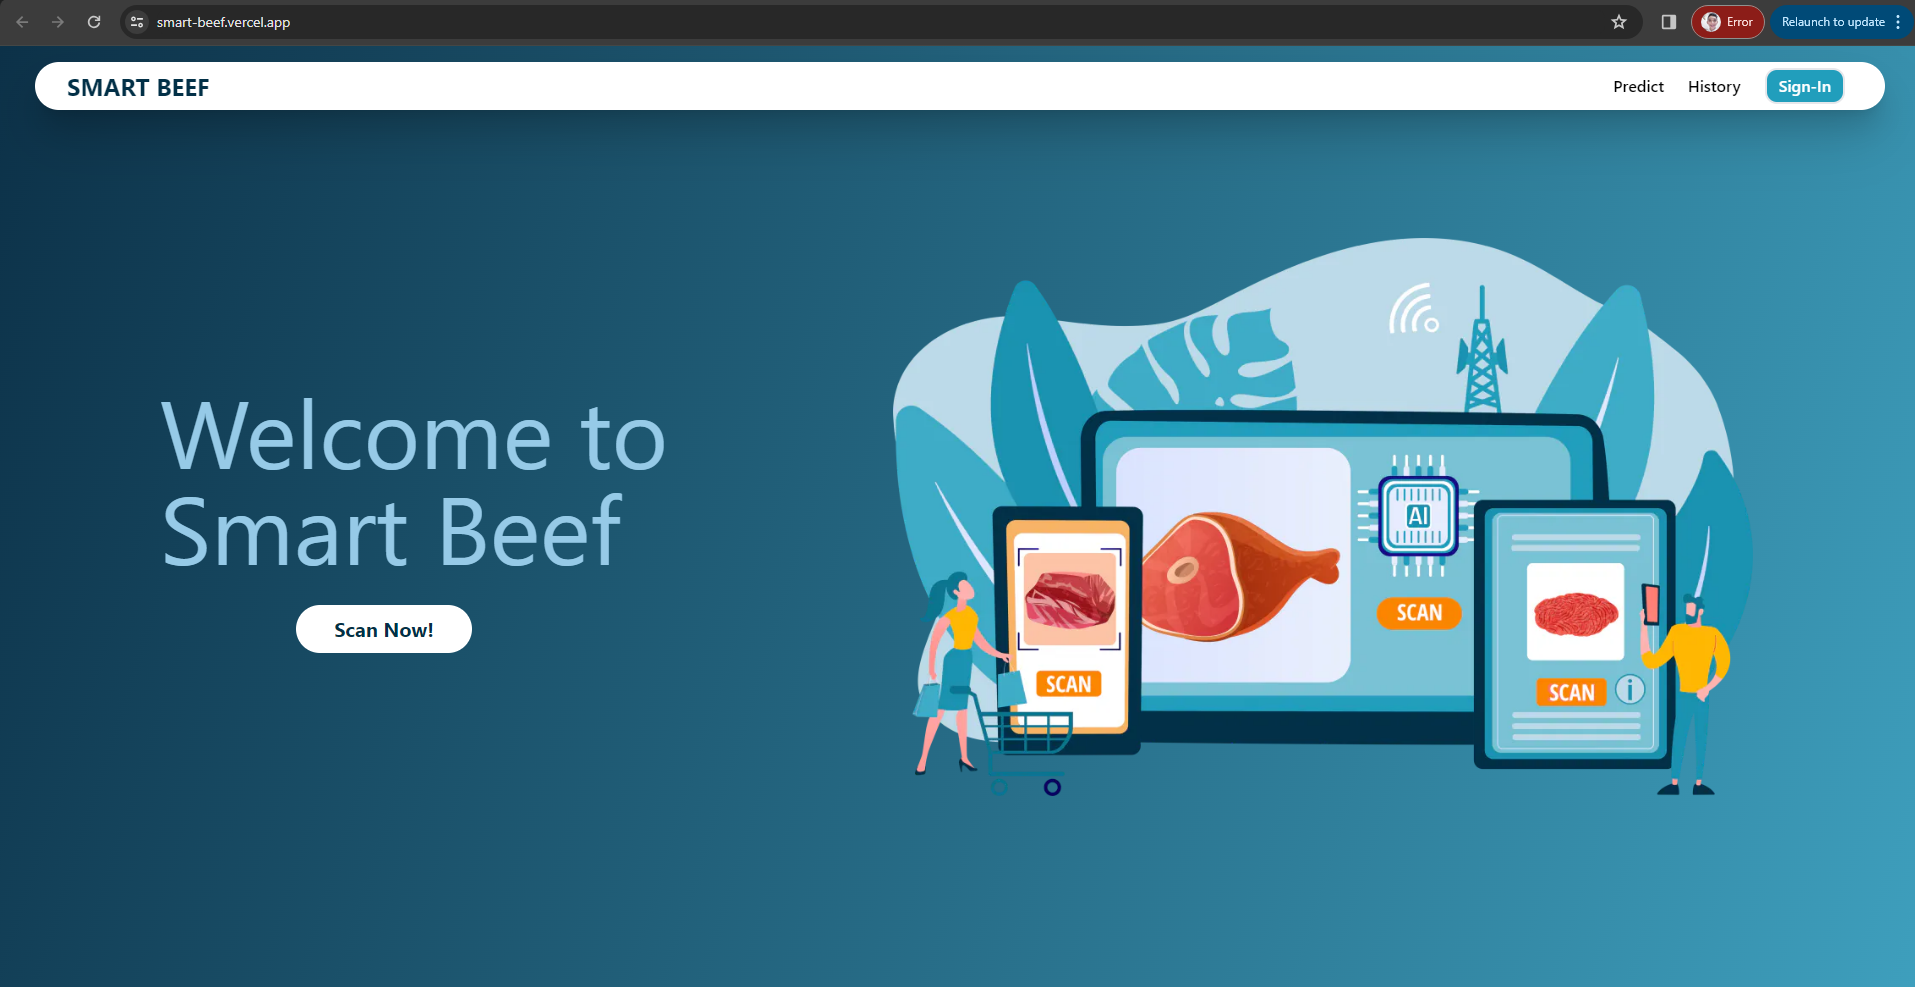 smart-beef.vercel.app
Error
Relaunch to update
SMART BEEF
Predict
History
Sign-In
Welcome to
Smart Beef
Scan Now!
AI
SCAN
SCAN
SCAN
i